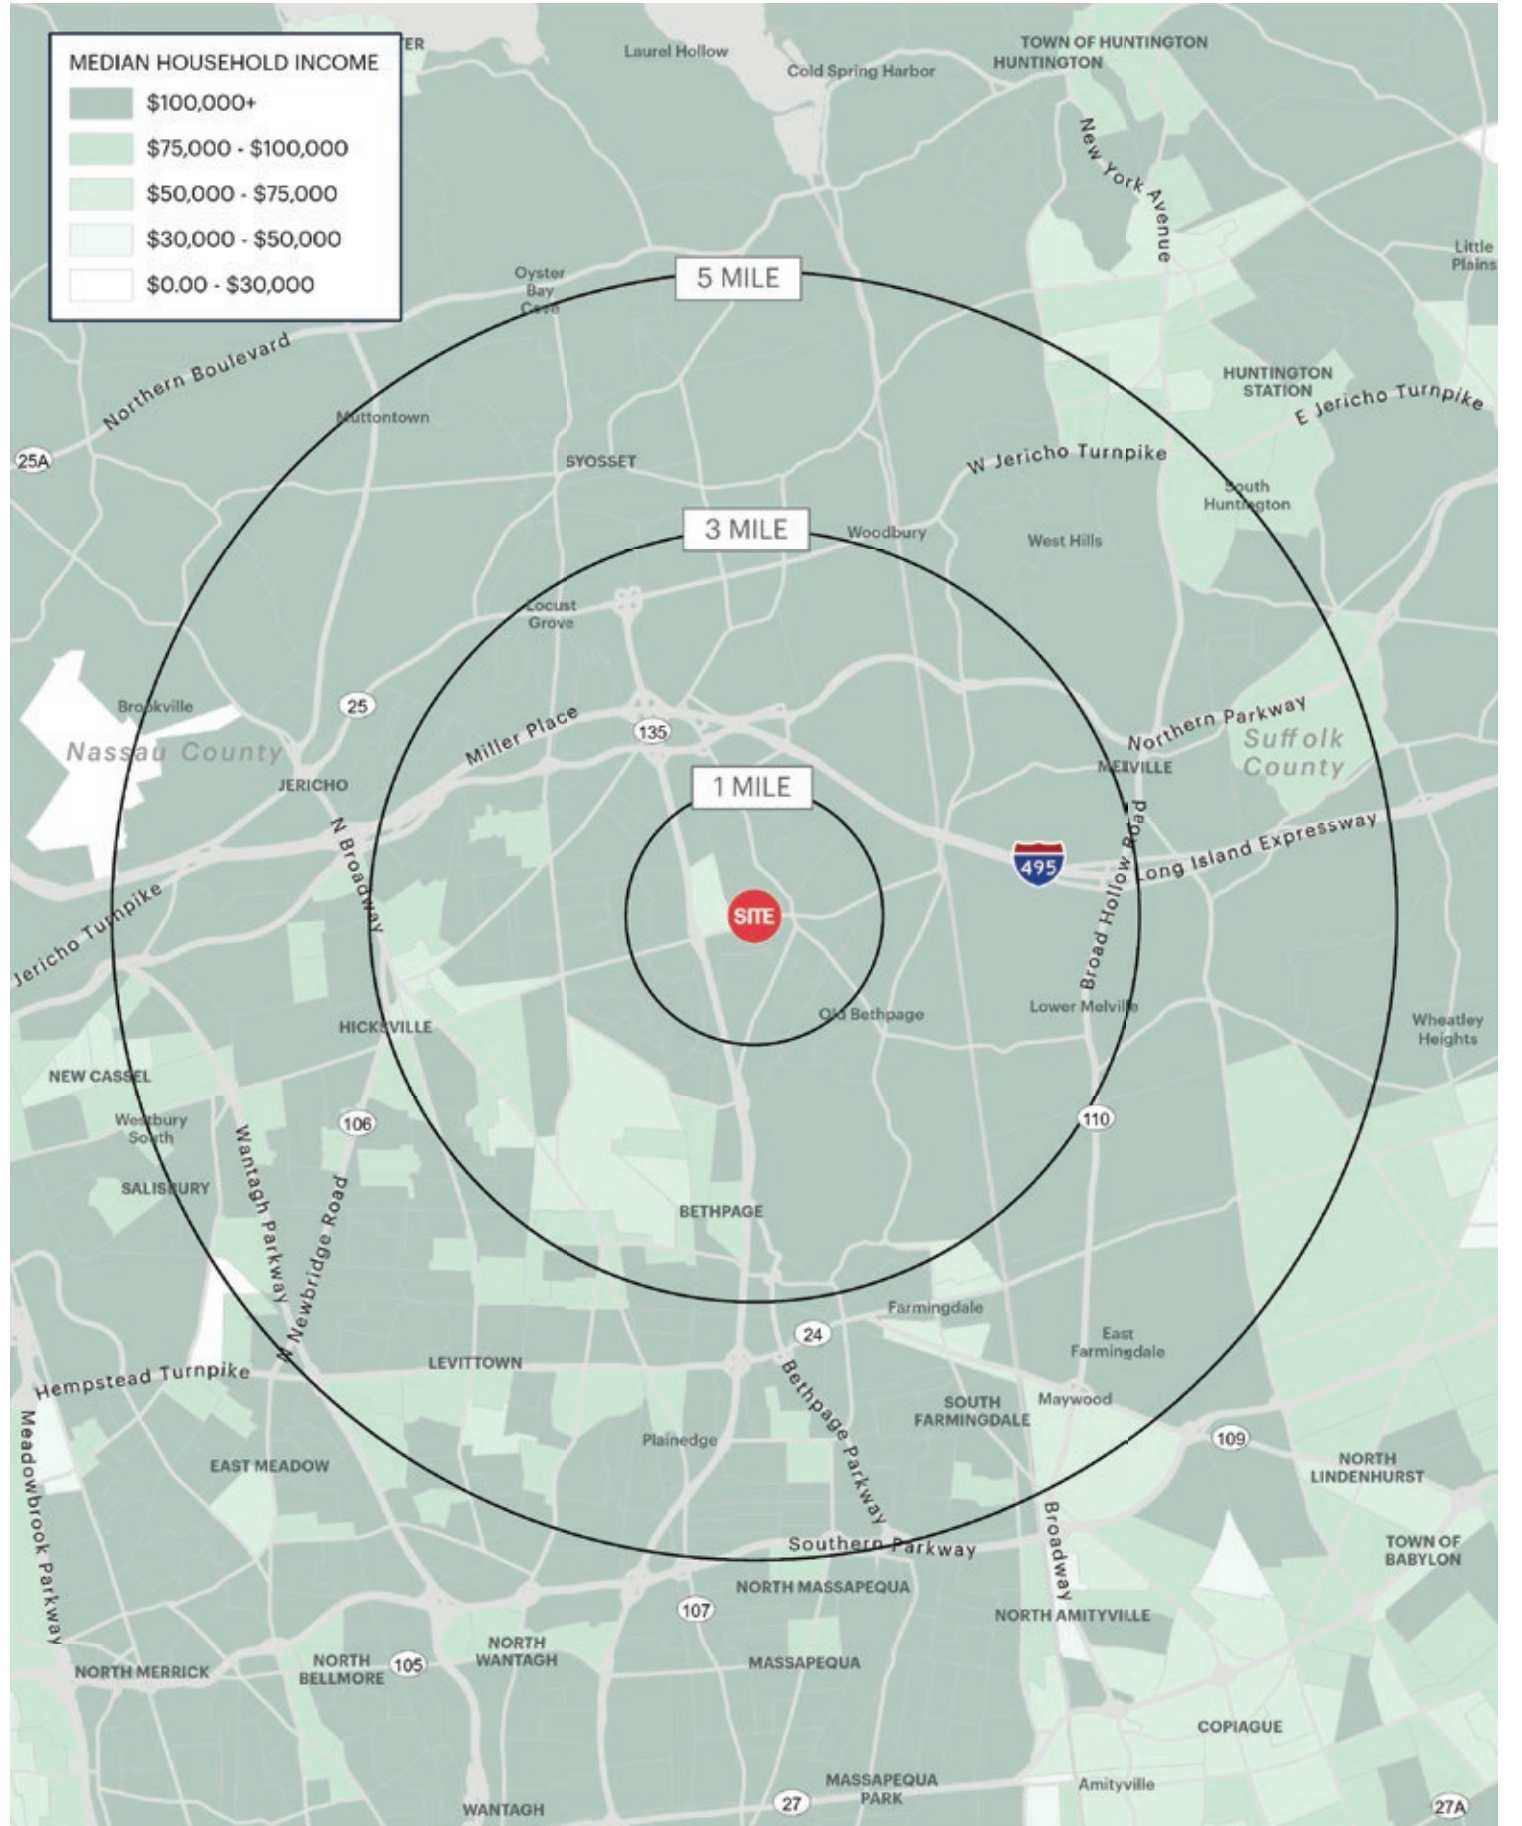 MEDIAN HOUSEHOLD INCOME
$100,000+
$75,000 - $100,000
$50,000 - $75,000
$30,000 - $50,000
$0.00 - $30,000
ER
Laurel Hollow
Cold Spring Harbor
TOWN OF HUNTINGTON
HUNTINGTON
New York Avenue
Little
Plains
Oyster
Bay
Cove
5 MILE
Northern Boulevard
Muttontown
HUNTINGTON
STATION
E Jericho Turnpike
25A
SYOSSET
W Jericho Turnpike
South
Huntington
3 MILE
Woodbury
West Hills
Locust
Grove
Brookville
25
Miller Place
135
Northern Parkway
Nassau County
Suffolk
County
MELVILLE
JERICHO
1 MILE
N Broadway
495
Long Island Expressway
Broad Hollow Road
Jericho Turnpike
SITE
HICKSVILLE
Old Bethpage
Lower Melville
Wheatley
Heights
NEW CASSEL
Westbury
South
106
110
SALISBURY
Wantagh Parkway
N Newbridge Road
BETHPAGE
Farmingdale
24
East
Farmingdale
Hempstead Turnpike
LEVITTOWN
Bethpage Parkway
Maywood
SOUTH
FARMINGDALE
Meadowbrook Parkway
Plainedge
109
EAST MEADOW
NORTH
LINDENHURST
Southern Parkway
Broadway
TOWN OF
BABYLON
NORTH MASSAPEQUA
107
NORTH AMITYVILLE
NORTH
WANTAGH
NORTH MERRICK
NORTH
BELLMORE
105
MASSAPEQUA
COPIAGUE
MASSAPEQUA
PARK
Amityville
WANTAGH
27
27A